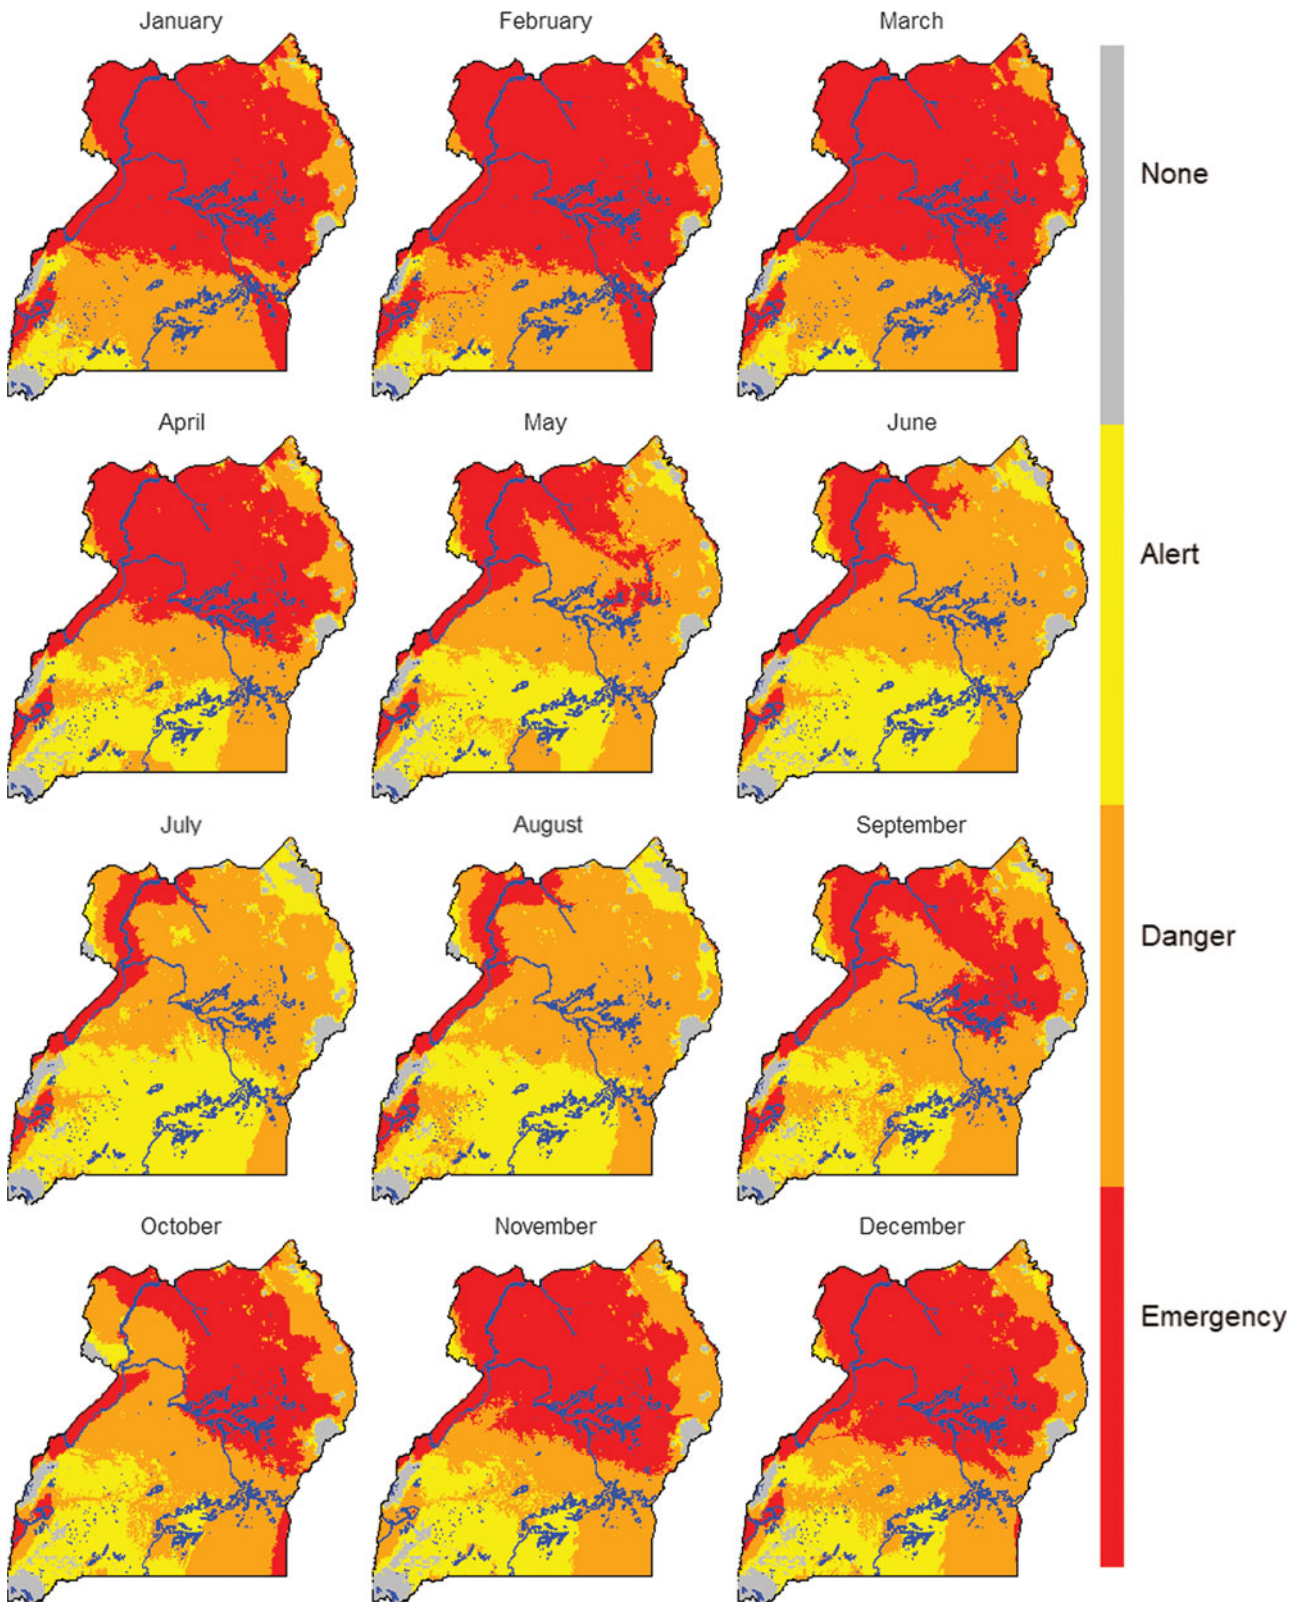 January
February
March
None
April
May
June
Alert
July
August
September
Danger
October
November
December
Emergency